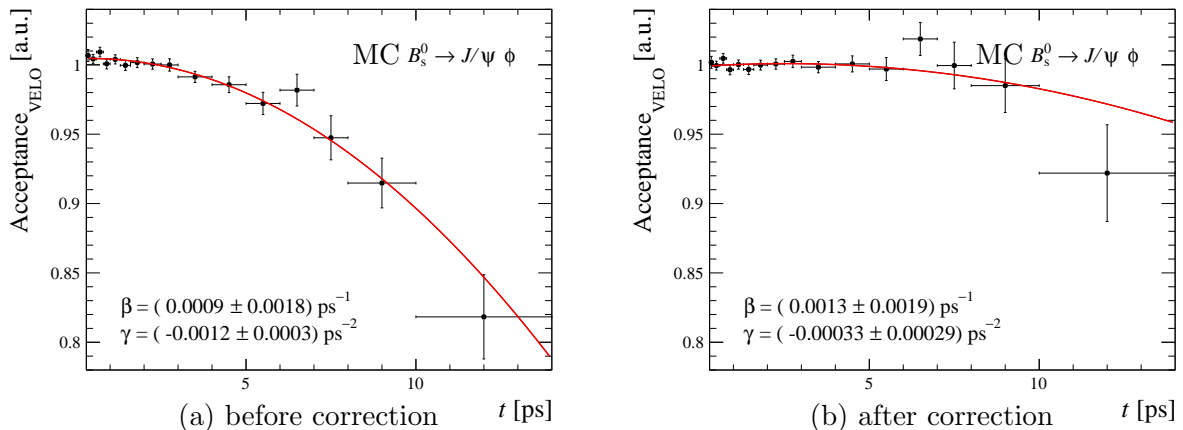 Acceptance_VELO [a.u.]
1
0.95
0.9
0.85
0.8
MC B_s^0 → J/ψ ϕ
β = ( 0.0009 ± 0.0018) ps⁻¹
γ = ( -0.0012 ± 0.0003) ps⁻²
5 10
t [ps]
(a) before correction
Acceptance_VELO [a.u.]
1
0.95
0.9
0.85
0.8
MC B_s^0 → J/ψ ϕ
β = ( 0.0013 ± 0.0019) ps⁻¹
γ = ( -0.00033 ± 0.00029) ps⁻²
5 10
t [ps]
(b) after correction